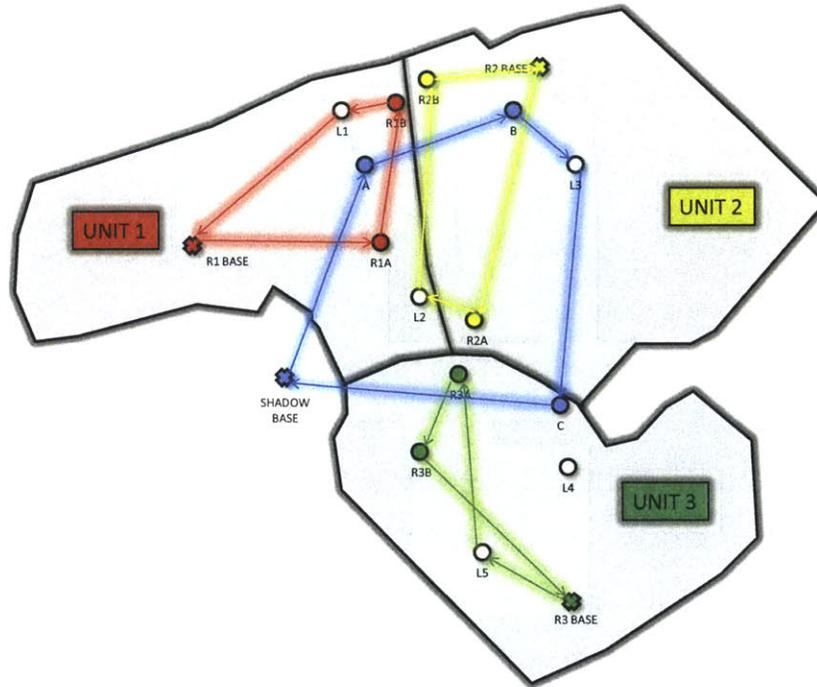 R2 BASE
R2B
L1
R1B
B
A
L3
UNIT 1
UNIT 2
R1 BASE
R1A
L2
R2A
R3A
SHADOW
BASE
C
R3B
L4
UNIT 3
L5
R3 BASE